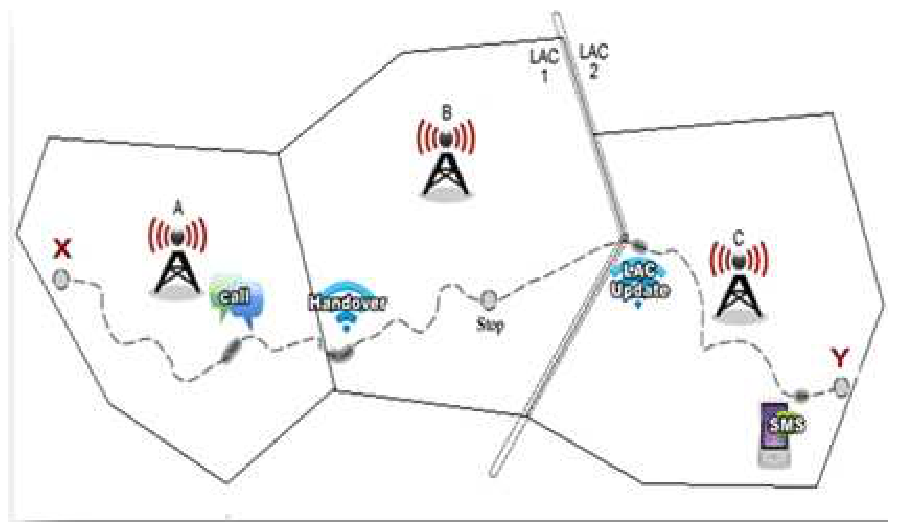 LAC
1
LAC
2
B
A
X
call
Handover
Stop
LAC
Update
C
Y
SMS